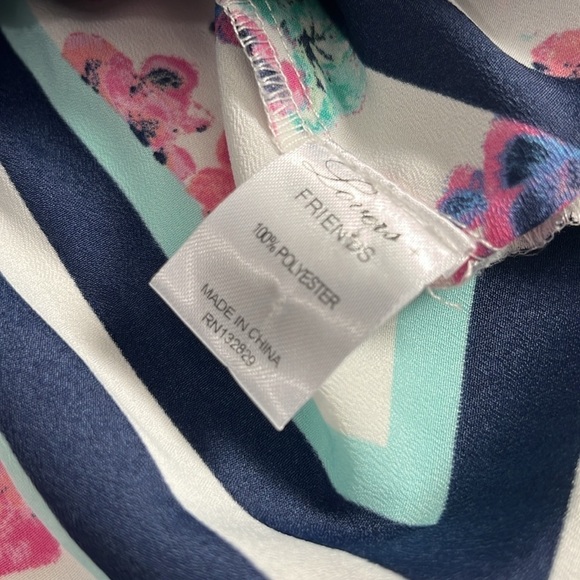 Lovers +
FRIENDS
100% POLYESTER
MADE IN CHINA
RN132829